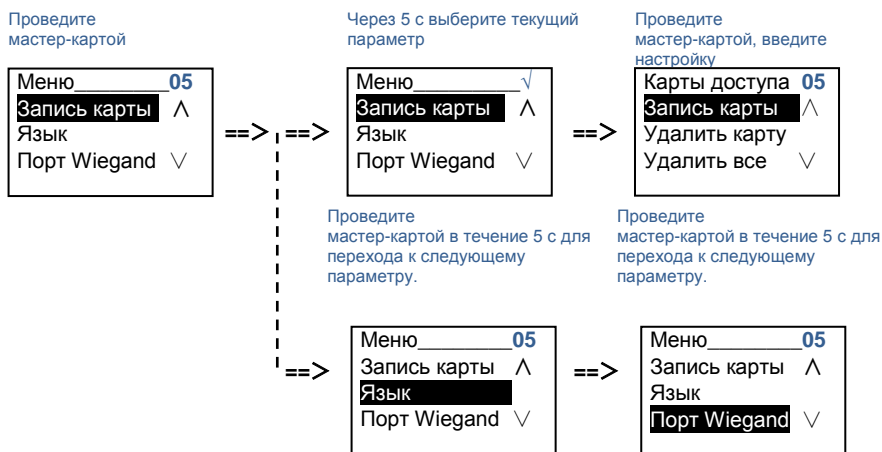 Проведите
мастер-картой
Меню________05
Запись карты ∧
Язык
Порт Wiegand ∨
==> ==>
Через 5 с выберите текущий
параметр
Меню________√
Запись карты ∧
Язык
Порт Wiegand ∨
==>
Проведите
мастер-картой, введите
настройку
Карты доступа 05
Запись карты ∧
Удалить карту
Удалить все ∨
Проведите
мастер-картой в течение 5 с для
перехода к следующему
параметру.
Проведите
мастер-картой в течение 5 с для
перехода к следующему
параметру.
==>
Меню________05
Запись карты ∧
Язык
Порт Wiegand ∨
==>
Меню________05
Запись карты ∧
Язык
Порт Wiegand ∨